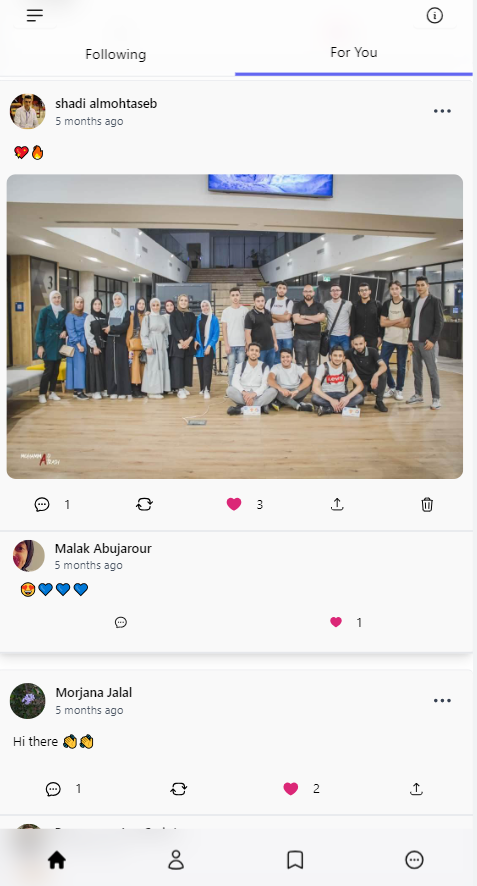 Following
For You
shadi almohtaseb
5 months ago
1
3
Malak Abujarour
5 months ago
1
Morjana Jalal
5 months ago
Hi there
1
2